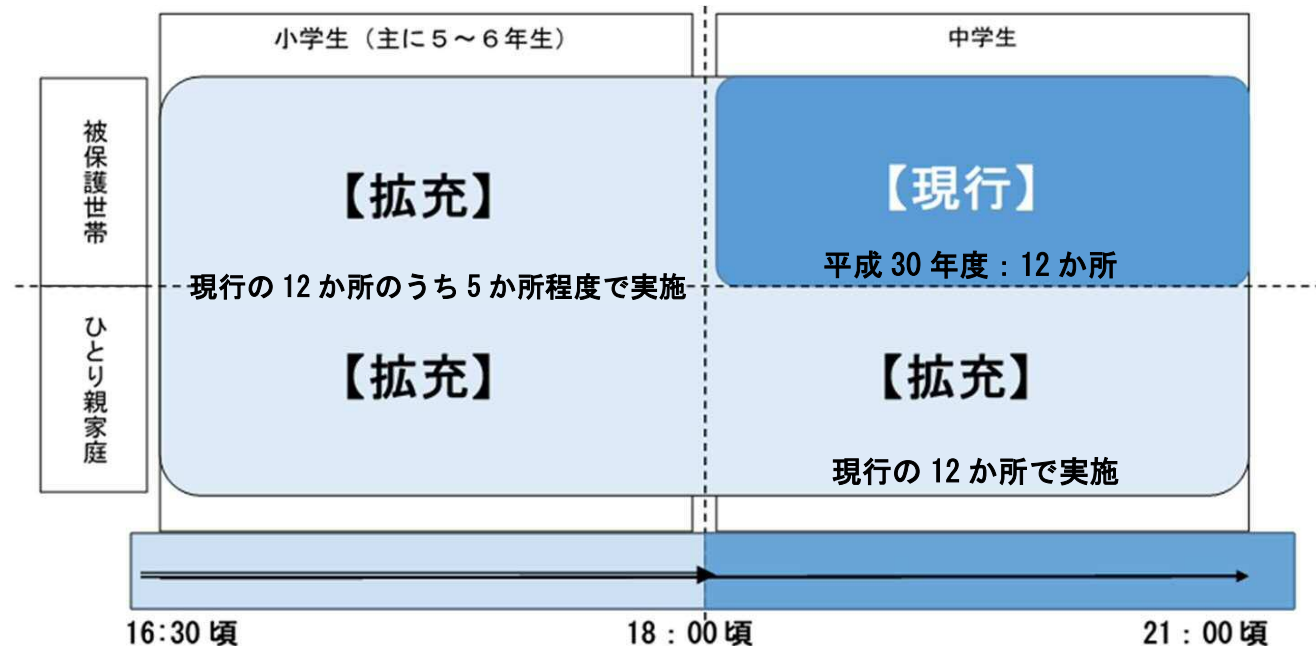 小学生（主に５～６年生）
中学生
被保護世帯
【拡充】
【現行】
平成 30 年度：12 か所
現行の 12 か所のうち 5 か所程度で実施
ひとり親家庭
【拡充】
【拡充】
現行の 12 か所で実施
16:30 頃
18：00 頃
21：00 頃